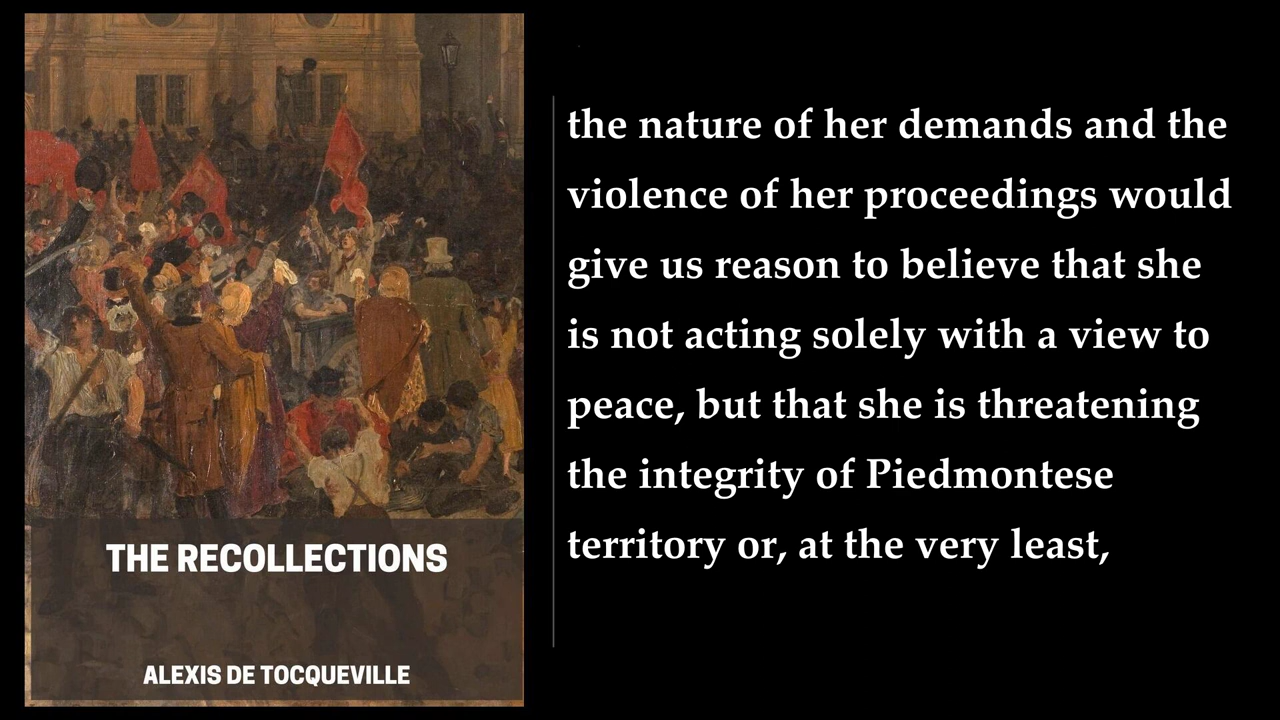 THE RECOLLECTIONS
ALEXIS DE TOCQUEVILLE
the nature of her demands and the
violence of her proceedings would
give us reason to believe that she
is not acting solely with a view to
peace, but that she is threatening
the integrity of Piedmontese
territory or, at the very least,